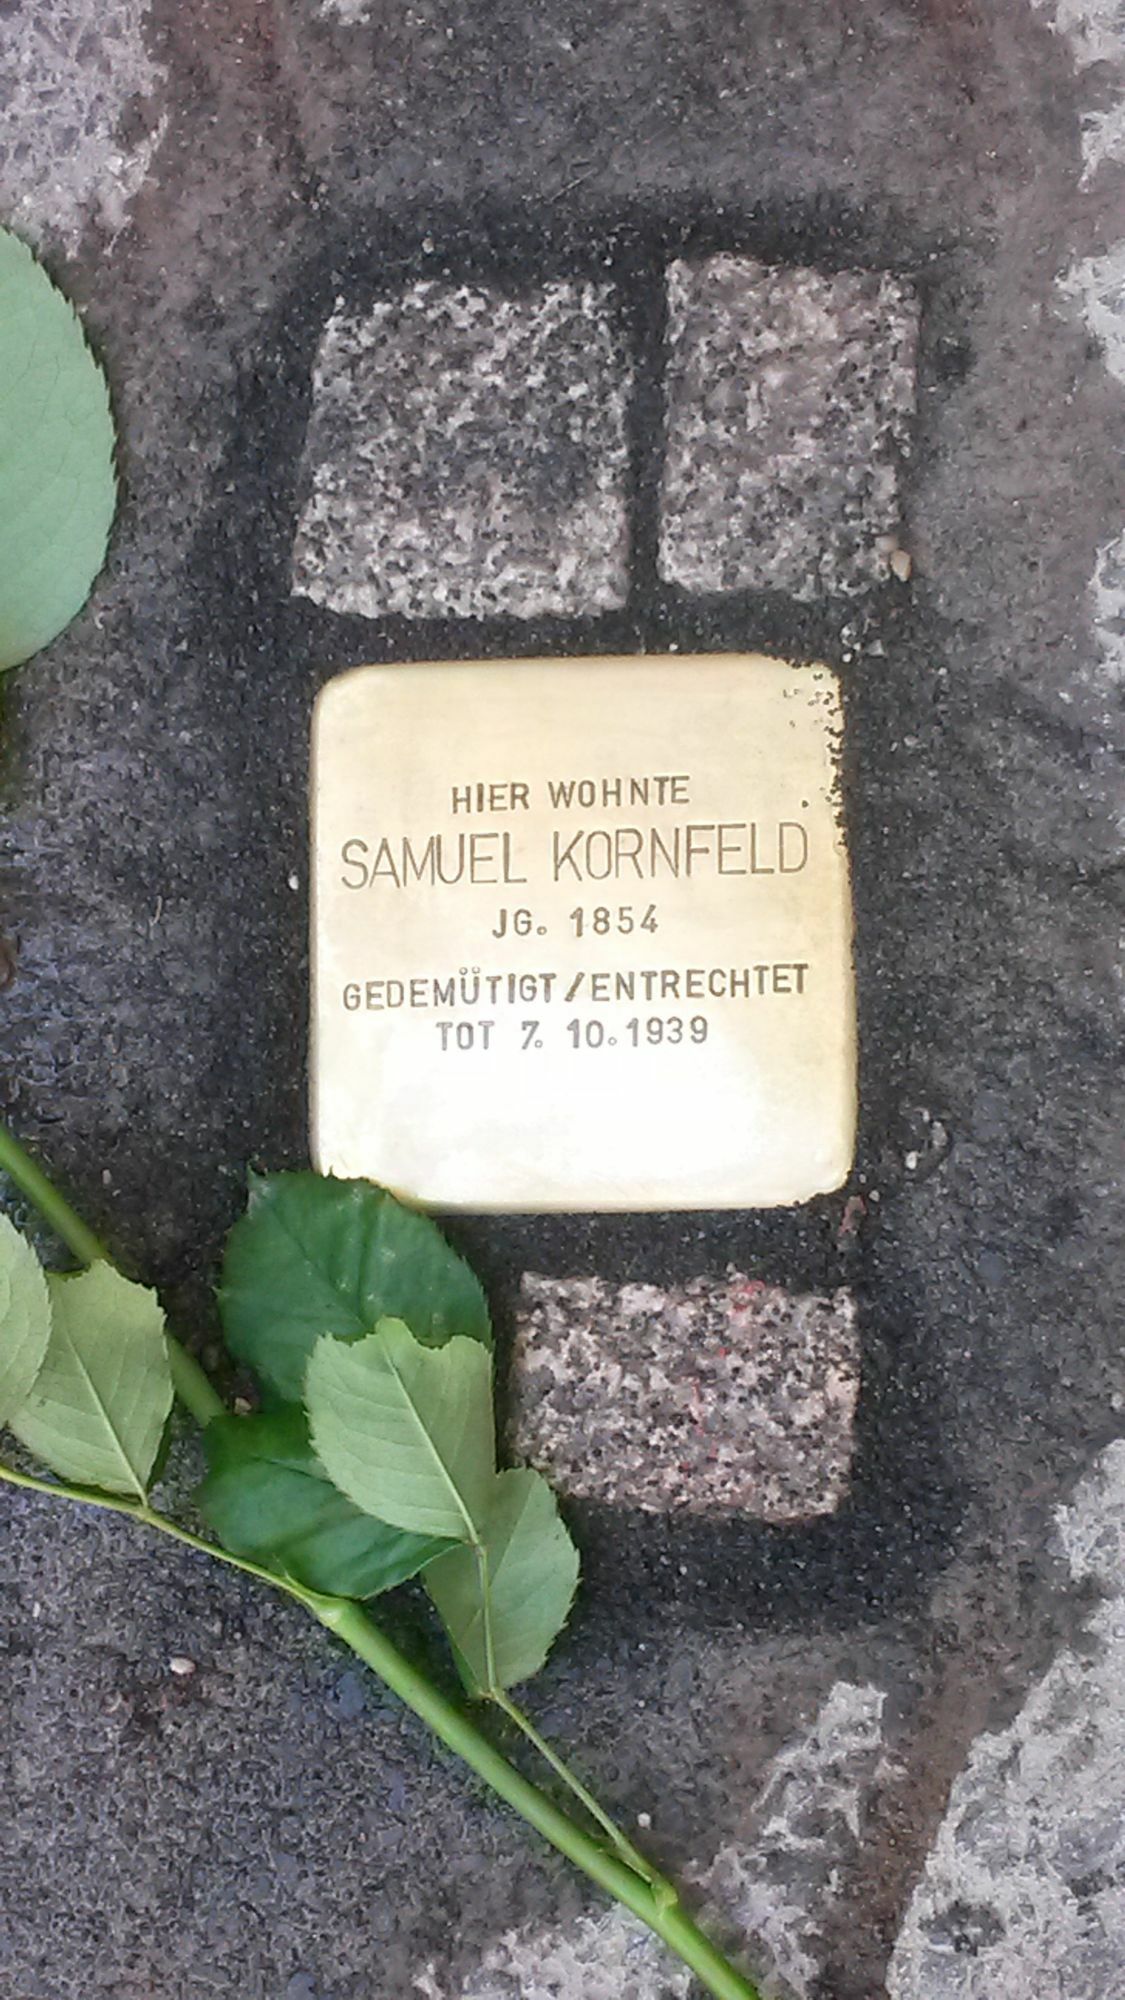 HIER WOHNTE
SAMUEL KORNFELD
JG. 1854
GEDEMÜTIGT/ENTRECHTET
TOT 7. 10.1939